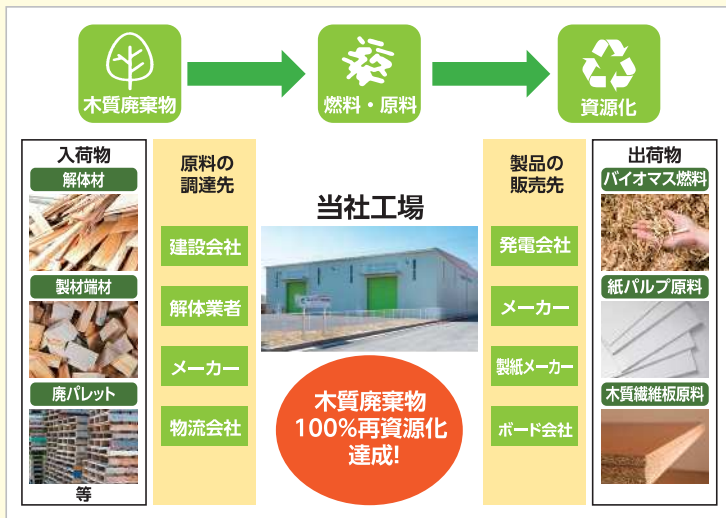 木質廃棄物
燃料・原料
資源化
入荷物
解体材
製材端材
廃パレット
等
原料の
調達先
建設会社
解体業者
メーカー
物流会社
当社工場
木質廃棄物
100%再資源化
達成!
製品の
販売先
発電会社
メーカー
製紙メーカー
ボード会社
出荷物
バイオマス燃料
紙パルプ原料
木質繊維板原料